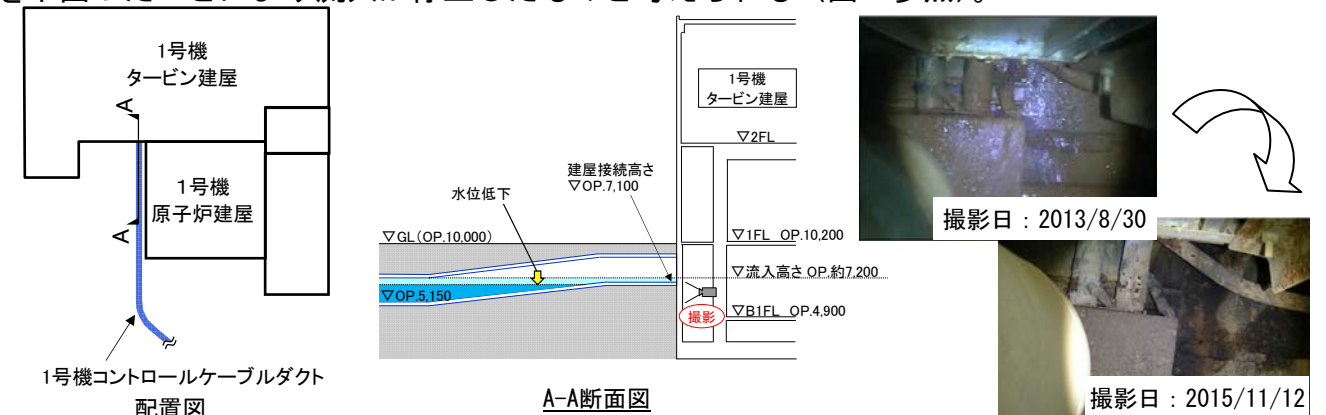 1号機
タービン建屋
A
1号機
原子炉建屋
A
1号機コントロールケーブルダクト
配置図
1号機
タービン建屋
▽2FL
建屋接続高さ
▽OP.7,100
水位低下
▽GL(OP.10,000)
▽1FL OP.10,200
▽流入高さ OP.約7,200
▽OP.5,150
▽B1FL OP.4,900
撮影
A-A断面図
撮影日：2013/8/30
撮影日：2015/11/12